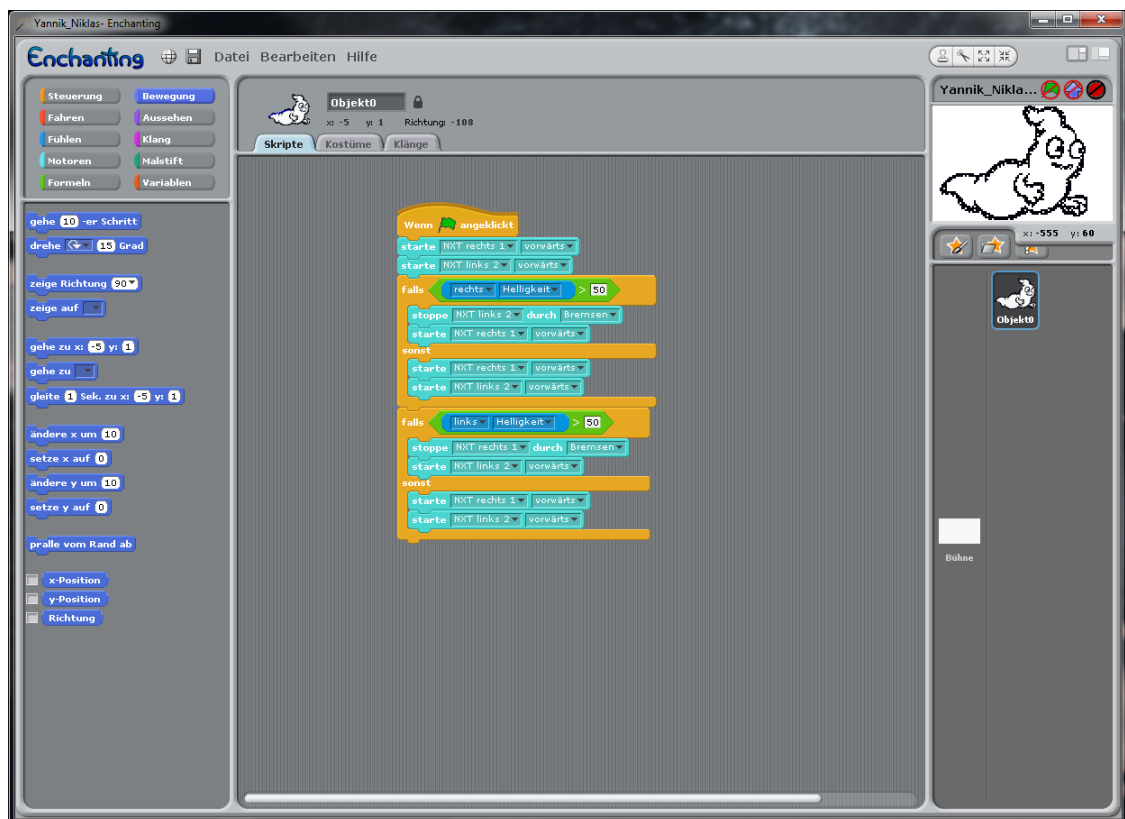 Yannik_Niklas- Enchanting
Enchanting Datei Bearbeiten Hilfe
Steuerung Bewegung
Fahren Aussehen
Fühlen Klang
Motoren Malstift
Formeln Variablen
gehe 10 -er Schritt
drehe 15 Grad
zeige Richtung 90
zeige auf
gehe zu x: -5 y: 1
gehe zu
gleite 1 Sek. zu x: -5 y: 1
ändere x um 10
setze x auf 0
ändere y um 10
setze y auf 0
pralle vom Rand ab
x-Position
y-Position
Richtung
Objekt0
x: -5 y: 1 Richtung: -108
Skripte Kostüme Klänge
Wenn angeklickt
starte NXT rechts 1 vorwärts
starte NXT links 2 vorwärts
falls rechts Helligkeit > 50
stoppe NXT links 2 durch Bremsen
starte NXT rechts 1 vorwärts
sonst
starte NXT rechts 1 vorwärts
starte NXT links 2 vorwärts
falls links Helligkeit > 50
stoppe NXT rechts 1 durch Bremsen
starte NXT links 2 vorwärts
sonst
starte NXT rechts 1 vorwärts
starte NXT links 2 vorwärts
Yannik_Nikla...
x: -555 y: 60
Objekt0
Bühne